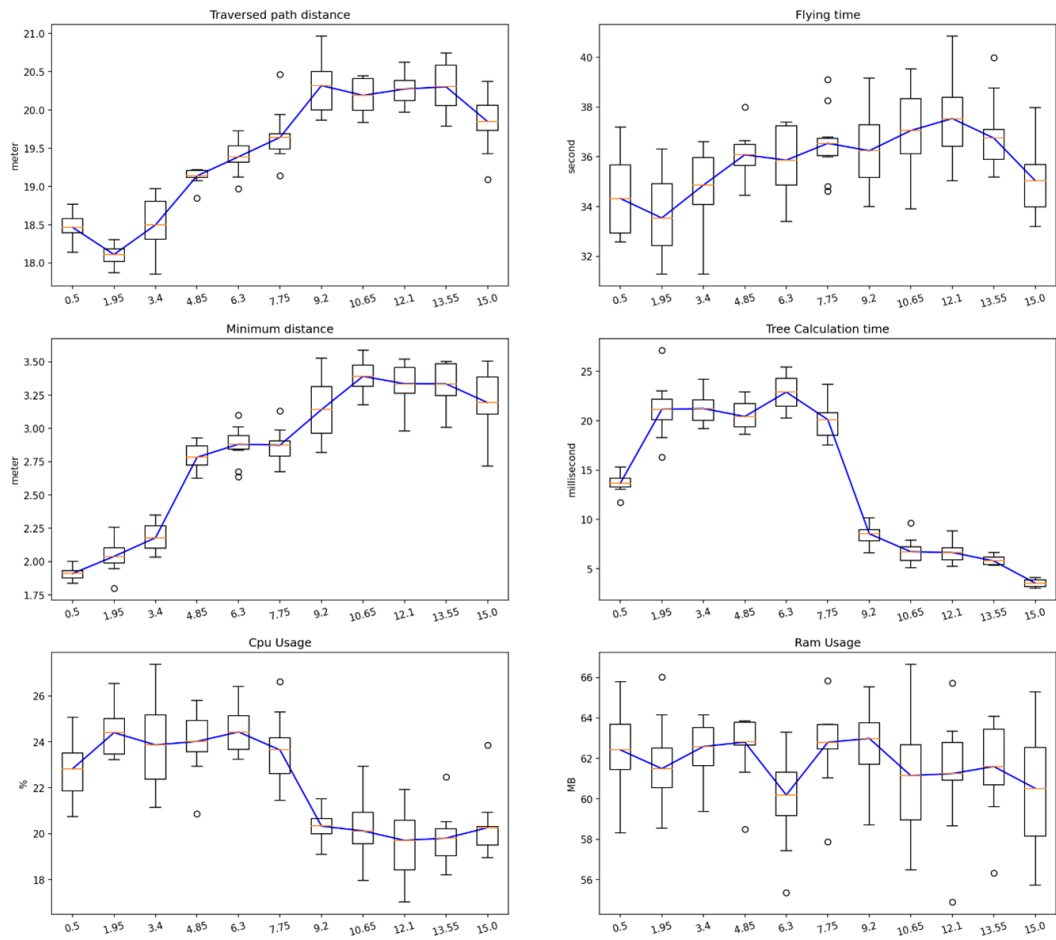 Traversed path distance
meter
21.0
20.5
20.0
19.5
19.0
18.5
18.0
0.5 1.95 3.4 4.85 6.3 7.75 9.2 10.65 12.1 13.55 15.0
Flying time
second
40
38
36
34
32
0.5 1.95 3.4 4.85 6.3 7.75 9.2 10.65 12.1 13.55 15.0
Minimum distance
meter
3.50
3.25
3.00
2.75
2.50
2.25
2.00
1.75
0.5 1.95 3.4 4.85 6.3 7.75 9.2 10.65 12.1 13.55 15.0
Tree Calculation time
millisecond
25
20
15
10
5
0.5 1.95 3.4 4.85 6.3 7.75 9.2 10.65 12.1 13.55 15.0
Cpu Usage
%
26
24
22
20
18
0.5 1.95 3.4 4.85 6.3 7.75 9.2 10.65 12.1 13.55 15.0
Ram Usage
MB
66
64
62
60
58
56
0.5 1.95 3.4 4.85 6.3 7.75 9.2 10.65 12.1 13.55 15.0